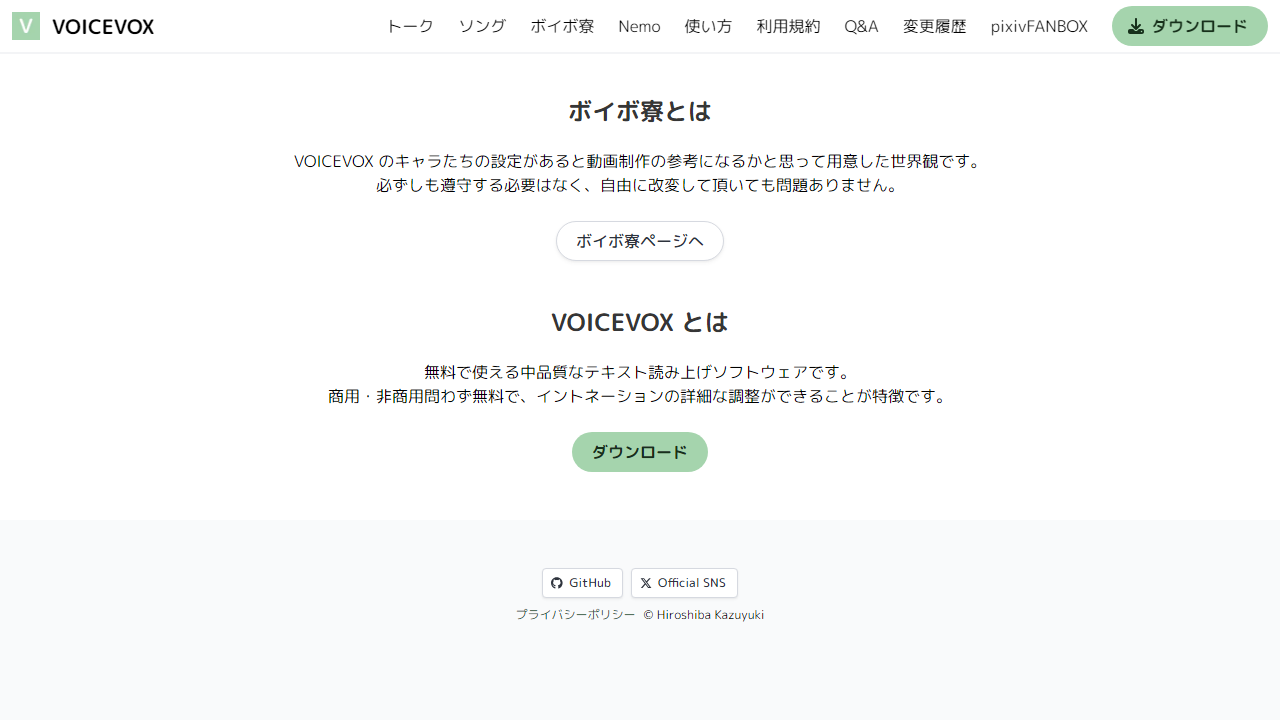 V VOICEVOX
トーク ソング ボイボ寮 Nemo 使い方 利用規約 Q&A 変更履歴 pixivFANBOX ダウンロード
ボイボ寮とは
VOICEVOX のキャラたちの設定があると動画制作の参考になるかと思って用意した世界観です。
必ずしも遵守する必要はなく、自由に改変して頂いても問題ありません。
ボイボ寮ページへ
VOICEVOX とは
無料で使える中品質なテキスト読み上げソフトウェアです。
商用・非商用問わず無料で、イントネーションの詳細な調整ができることが特徴です。
ダウンロード
GitHub Official SNS
プライバシーポリシー © Hiroshiba Kazuyuki